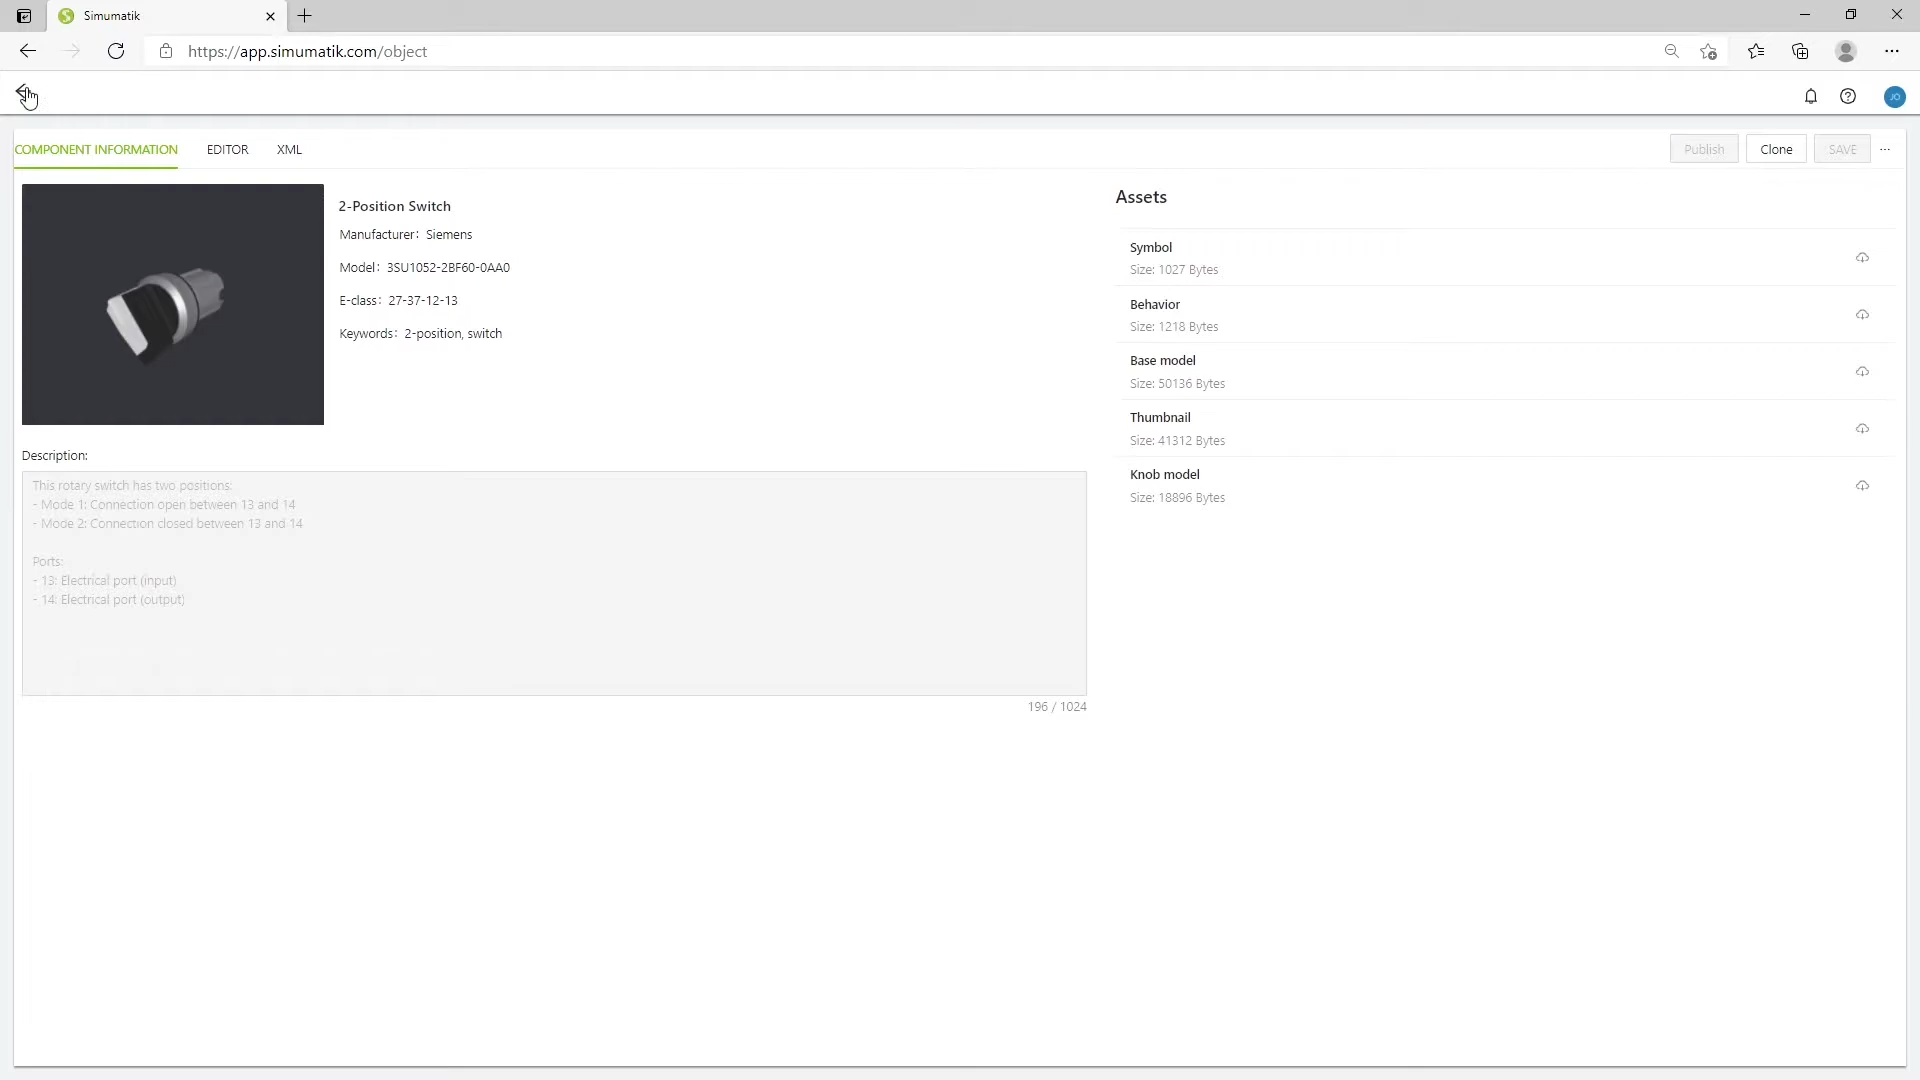 Simumatik
https://app.simumatik.com/object
JO
COMPONENT INFORMATION
EDITOR
XML
Publish
Clone
SAVE
2-Position Switch
Manufacturer: Siemens
Model: 3SU1052-2BF60-0AA0
E-class: 27-37-12-13
Keywords: 2-position, switch
Description:
This rotary switch has two positions:
- Mode 1: Connection open between 13 and 14
- Mode 2: Connection closed between 13 and 14
Ports:
- 13: Electrical port (input)
- 14: Electrical port (output)
196 / 1024
Assets
Symbol
Size: 1027 Bytes
Behavior
Size: 1218 Bytes
Base model
Size: 50136 Bytes
Thumbnail
Size: 41312 Bytes
Knob model
Size: 18896 Bytes